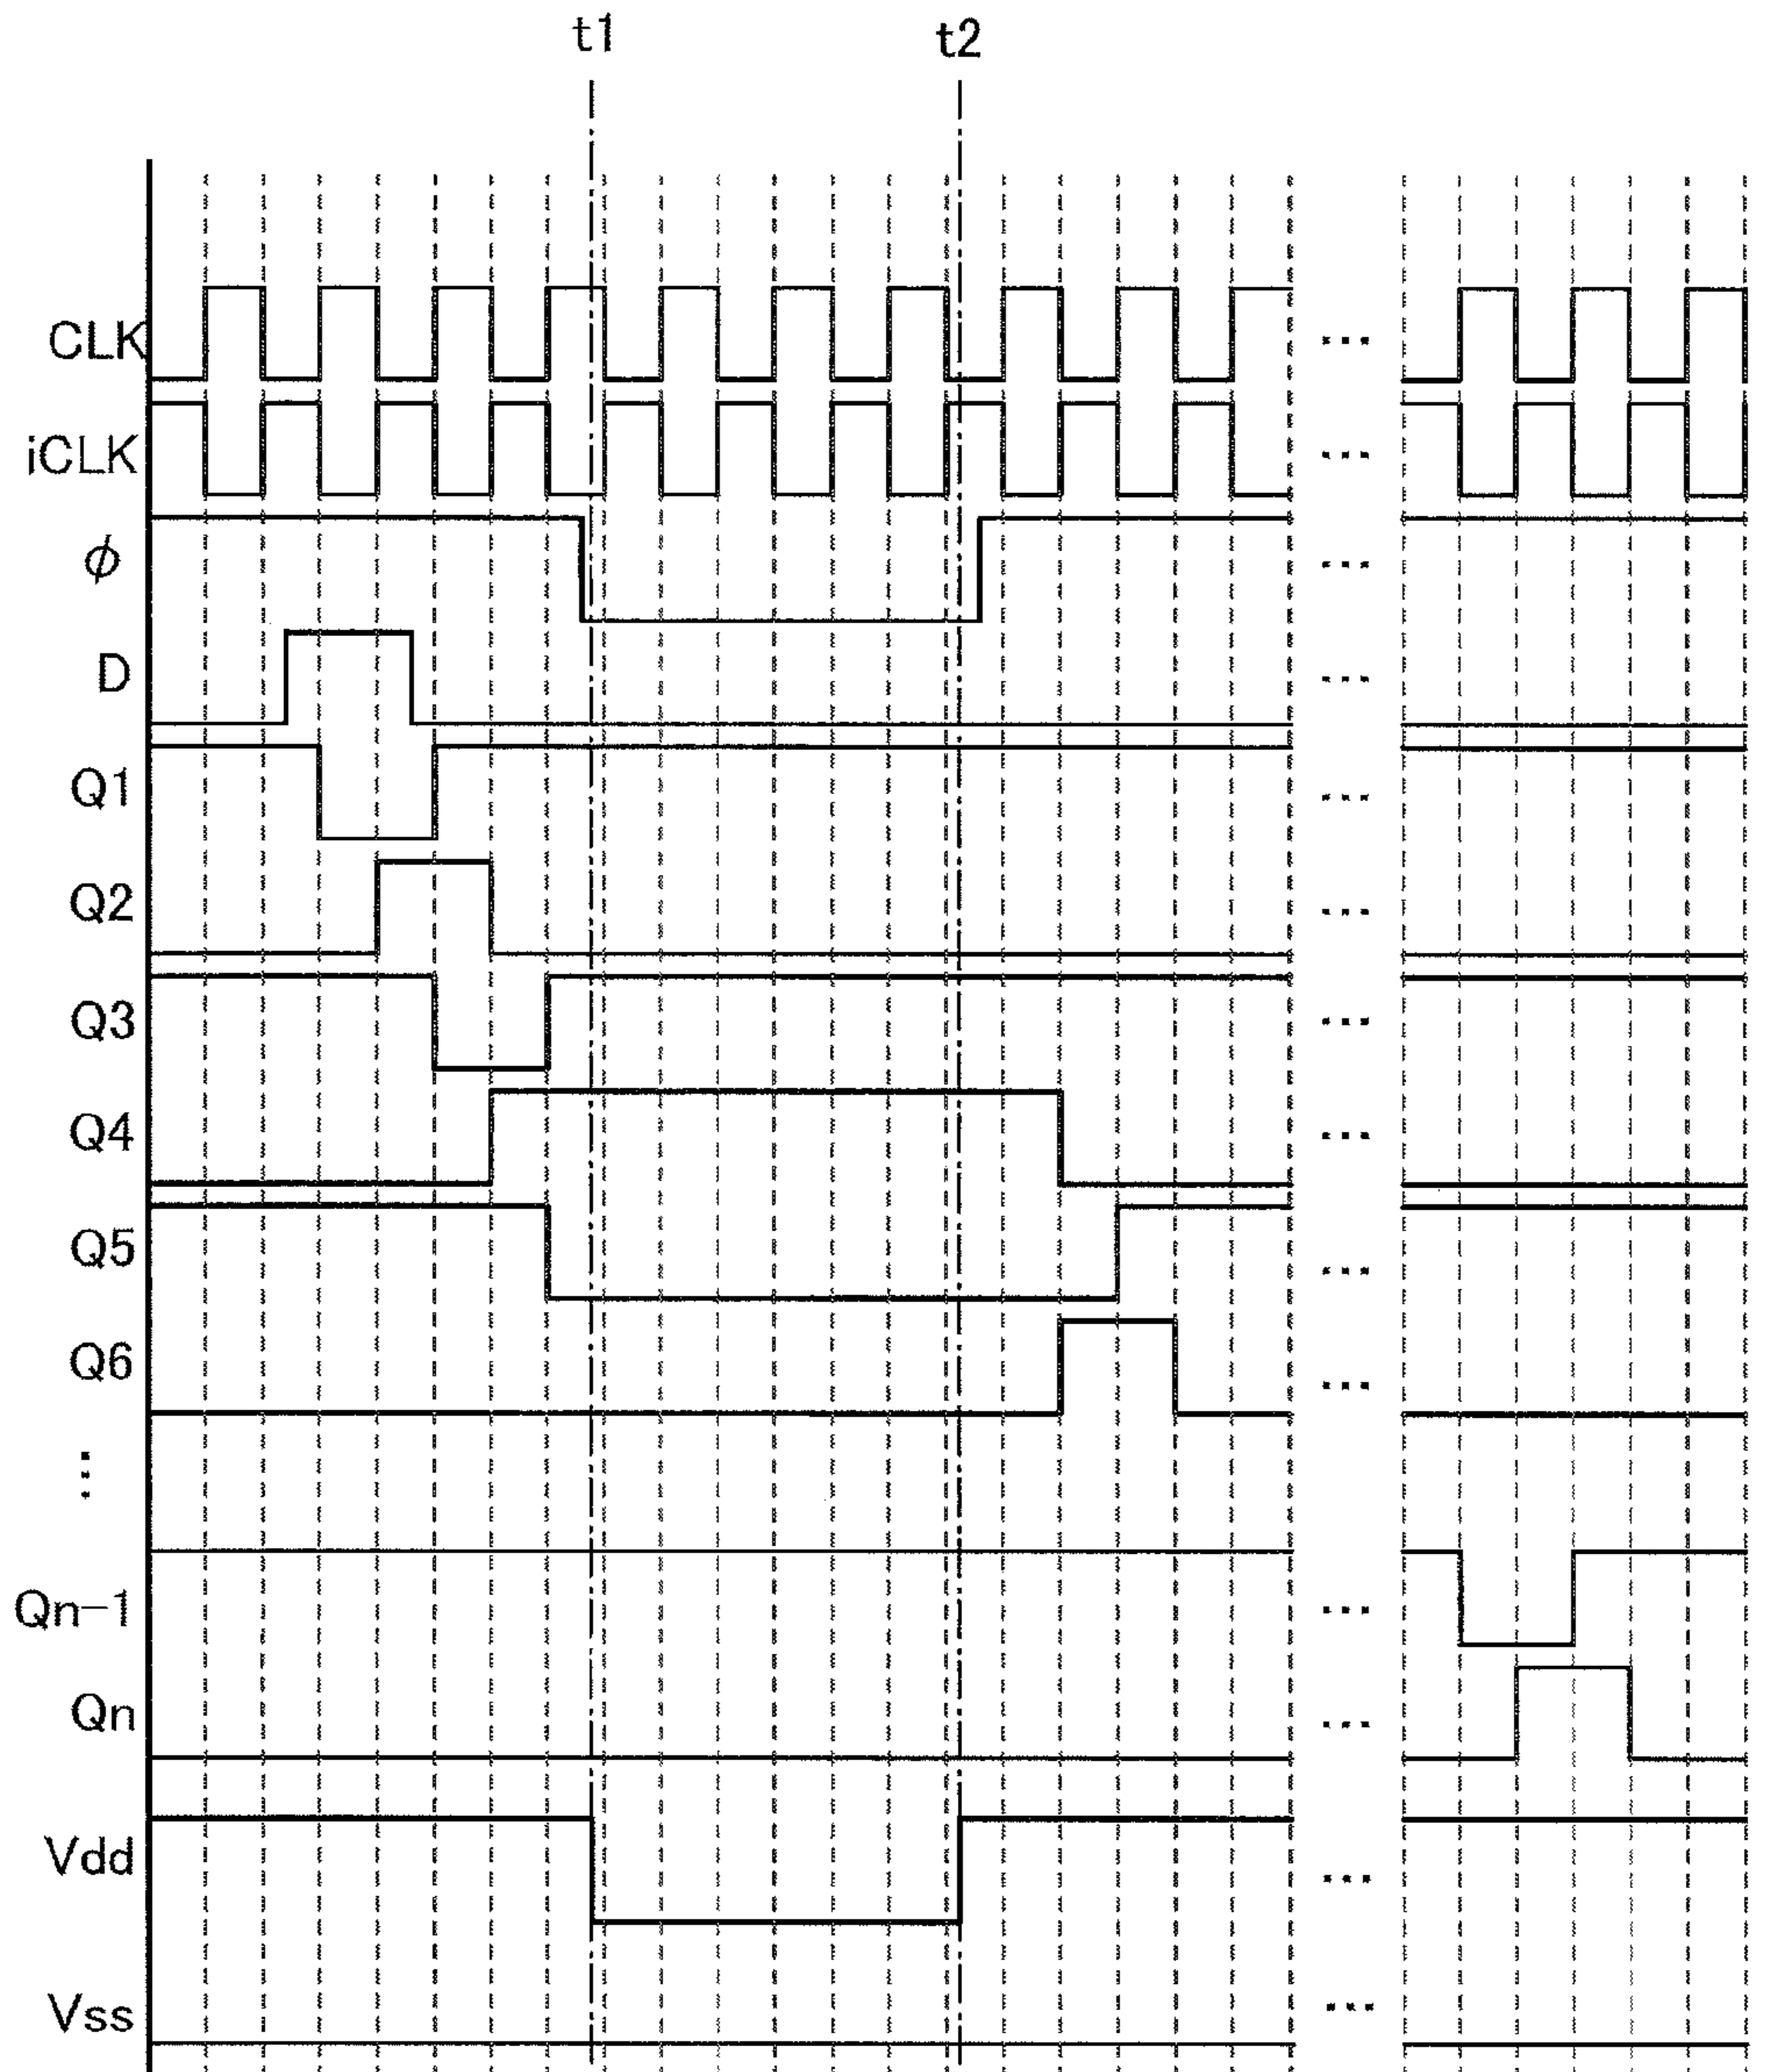 t1 t2
CLK ...
iCLK ...
ϕ ...
D ...
Q1 ...
Q2 ...
Q3 ...
Q4 ...
Q5 ...
Q6 ...
⋮
Qn-1 ...
Qn ...
Vdd ...
Vss ...